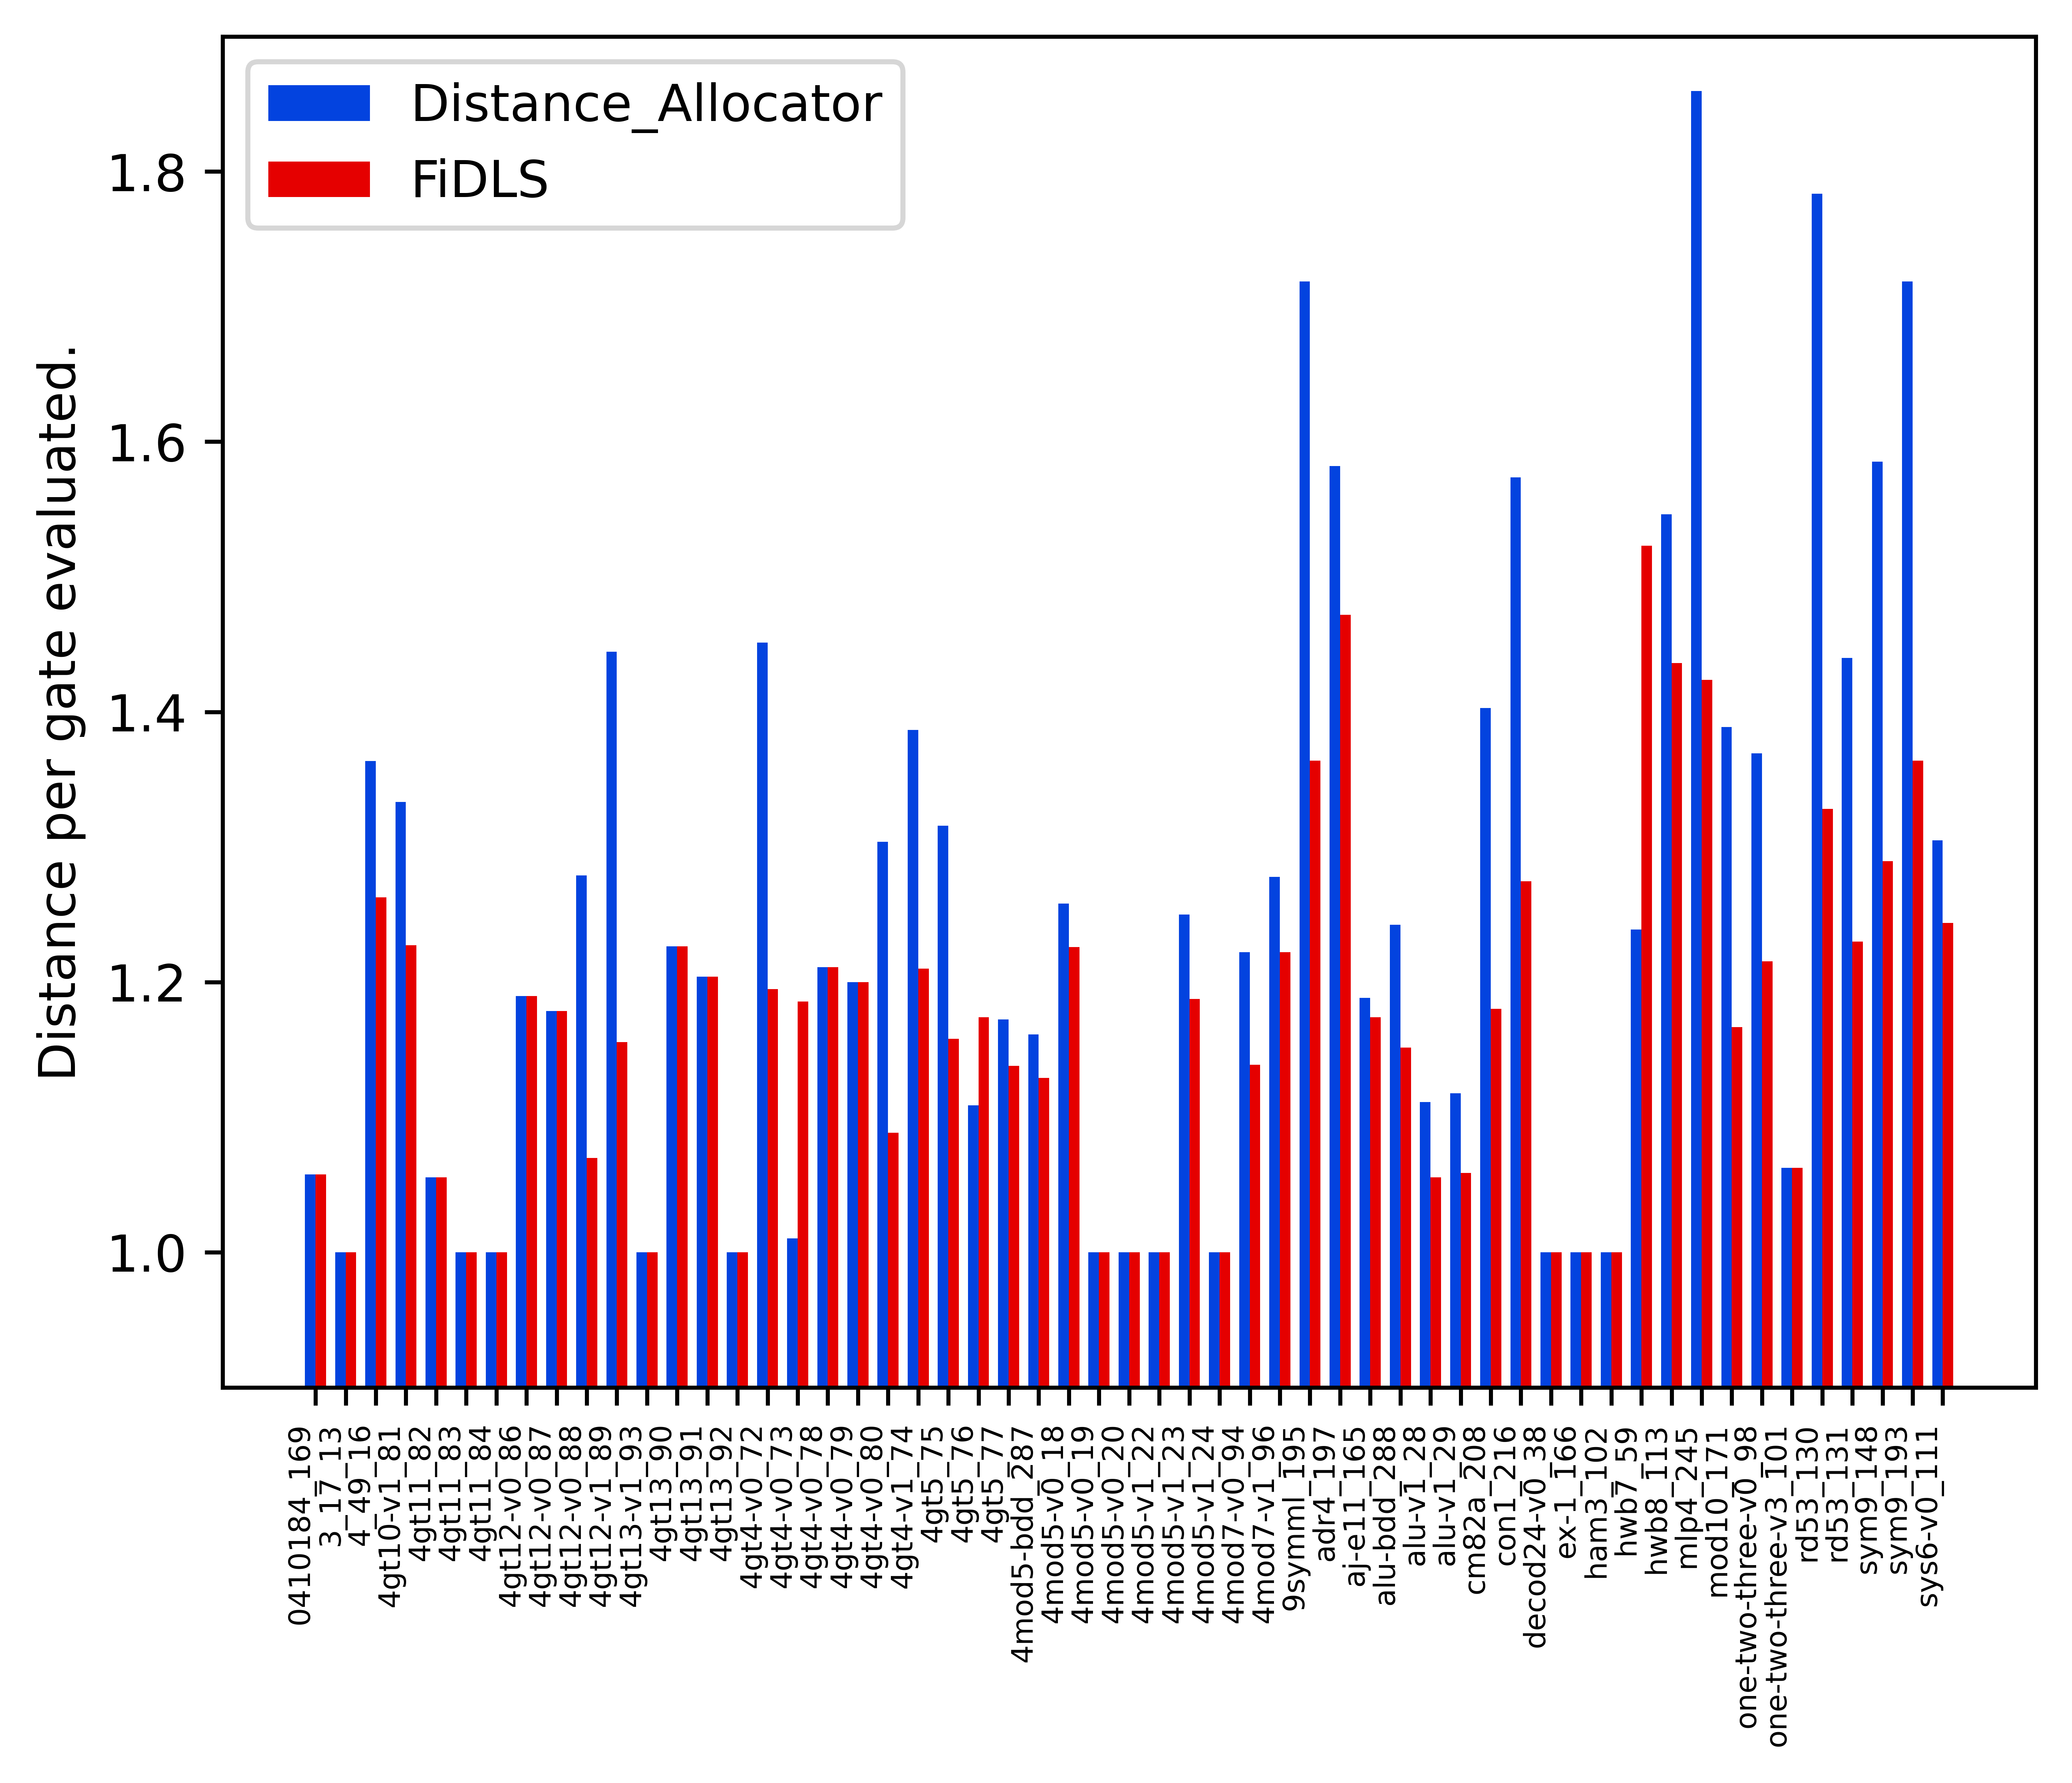 Distance_Allocator
FiDLS
Distance per gate evaluated.
1.8
1.6
1.4
1.2
1.0
0410184_169
3_17_13
4_49_16
4gt10-v1_81
4gt11_82
4gt11_83
4gt11_84
4gt12-v0_86
4gt12-v0_87
4gt12-v0_88
4gt12-v1_89
4gt13-v1_93
4gt13_90
4gt13_91
4gt13_92
4gt4-v0_72
4gt4-v0_73
4gt4-v0_78
4gt4-v0_79
4gt4-v0_80
4gt4-v1_74
4gt5_75
4gt5_76
4gt5_77
4mod5-bdd_287
4mod5-v0_18
4mod5-v0_19
4mod5-v0_20
4mod5-v1_22
4mod5-v1_23
4mod5-v1_24
4mod7-v0_94
4mod7-v1_96
9symml_195
adr4_197
aj-e11_165
alu-bdd_288
alu-v1_28
alu-v1_29
cm82a_208
con1_216
decod24-v0_38
ex-1_166
ham3_102
hwb7_59
hwb8_113
mlp4_245
mod10_171
one-two-three-v0_98
one-two-three-v3_101
rd53_130
rd53_131
sym9_148
sym9_193
sys6-v0_111